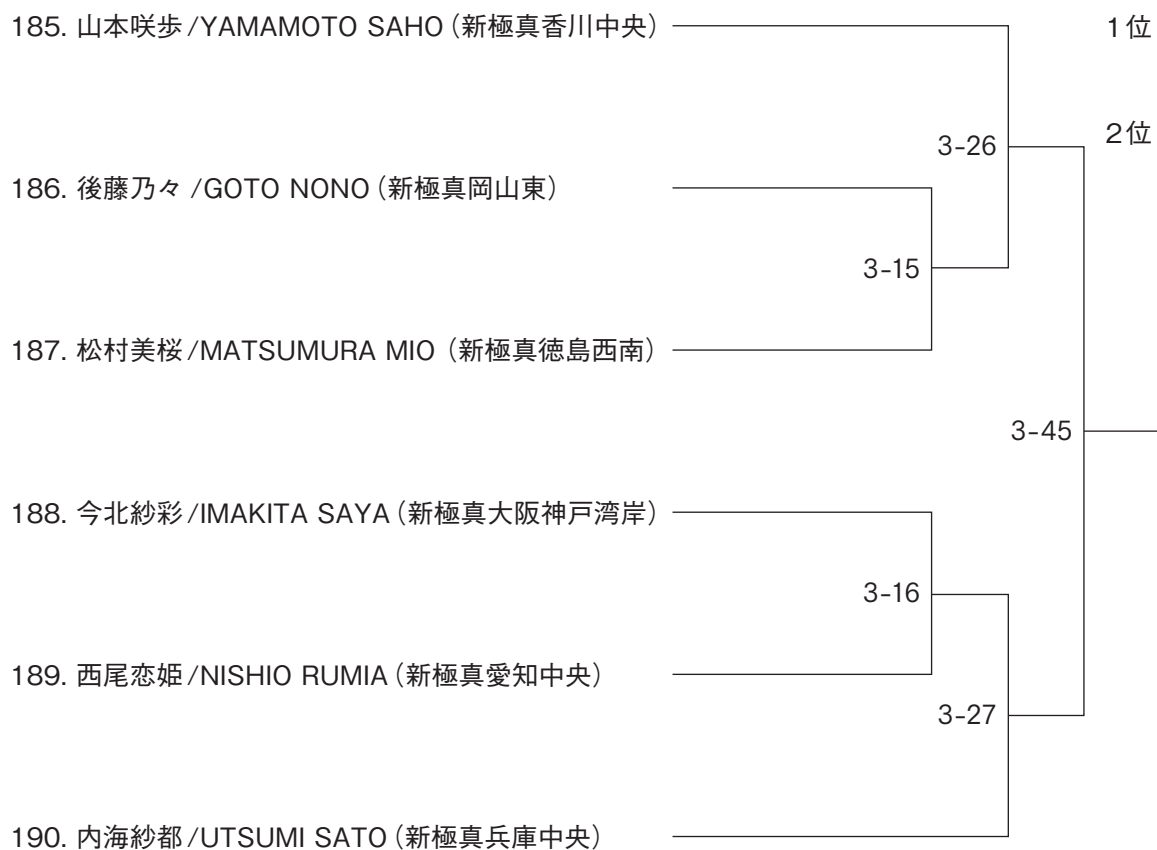 185. 山本咲歩/YAMAMOTO SAHO（新極真香川中央）
1位
2位
3-26
186. 後藤乃々 /GOTO NONO（新極真岡山東）
3-15
187. 松村美桜/MATSUMURA MIO（新極真徳島西南）
3-45
188. 今北紗彩/IMAKITA SAYA（新極真大阪神戸湾岸）
3-16
189. 西尾恋姫/NISHIO RUMIA（新極真愛知中央）
3-27
190. 内海紗都/UTSUMI SATO（新極真兵庫中央）